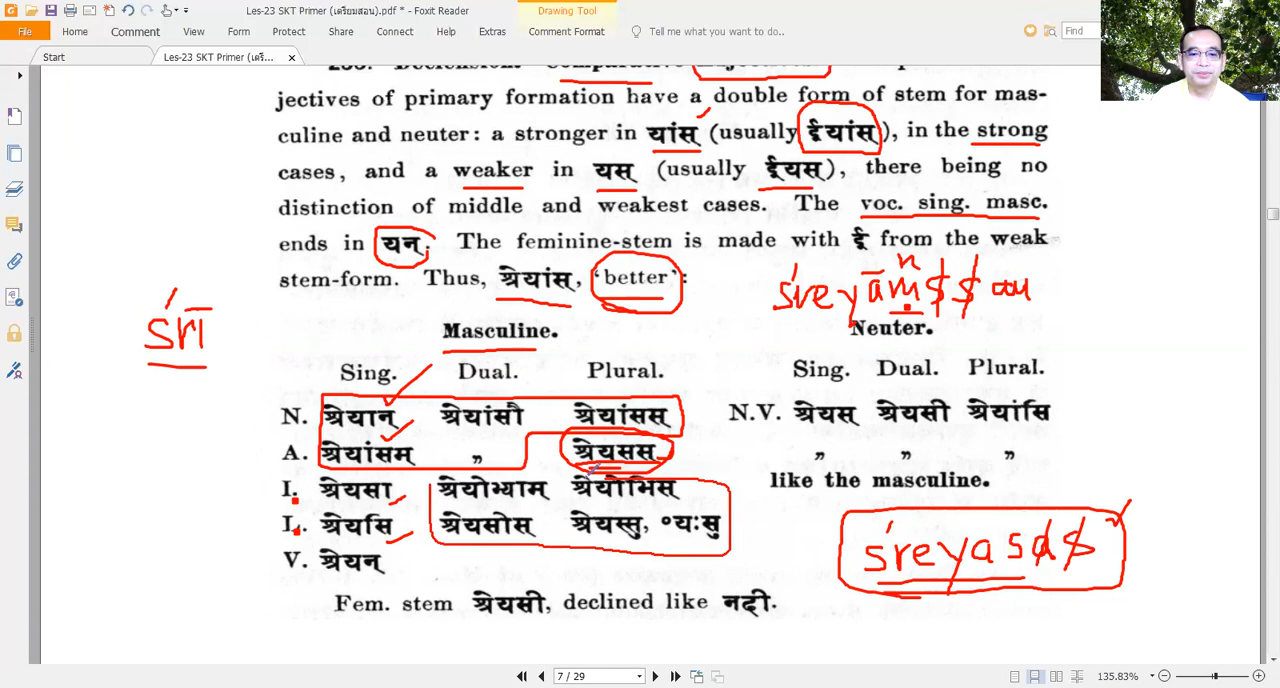 Les-23 SKT Primer (เตรียมสอน).pdf * - Foxit Reader
Drawing Tool
File Home Comment View Form Protect Share Connect Help Extras Comment Format Tell me what you want to do.. Find
Start Les-23 SKT Primer (เตรี...
jectives of primary formation have a double form of stem for mas-
culine and neuter: a stronger in यांस् (usually ईयांस्), in the strong
cases, and a weaker in यस् (usually ईयस्), there being no
distinction of middle and weakest cases. The voc. sing. masc.
ends in यन्. The feminine-stem is made with ई from the weak
stem-form. Thus, श्रेयांस्, 'better':
n
śreyāṃ s s
śrī
Masculine. Neuter.
Sing. Dual. Plural. Sing. Dual. Plural.
N. श्रेयान् श्रेयांसौ श्रेयांसस् N.V. श्रेयस् श्रेयसी श्रेयांसि
A. श्रेयांसम् „ श्रेयसस् „ „ „
I. श्रेयसा श्रेयोभ्याम् श्रेयोभिस् like the masculine.
L. श्रेयसि श्रेयसोस् श्रेयस्सु, °यःसु
śreyas
V. श्रेयन्
Fem. stem श्रेयसी, declined like नदी.
7 / 29 135.83%